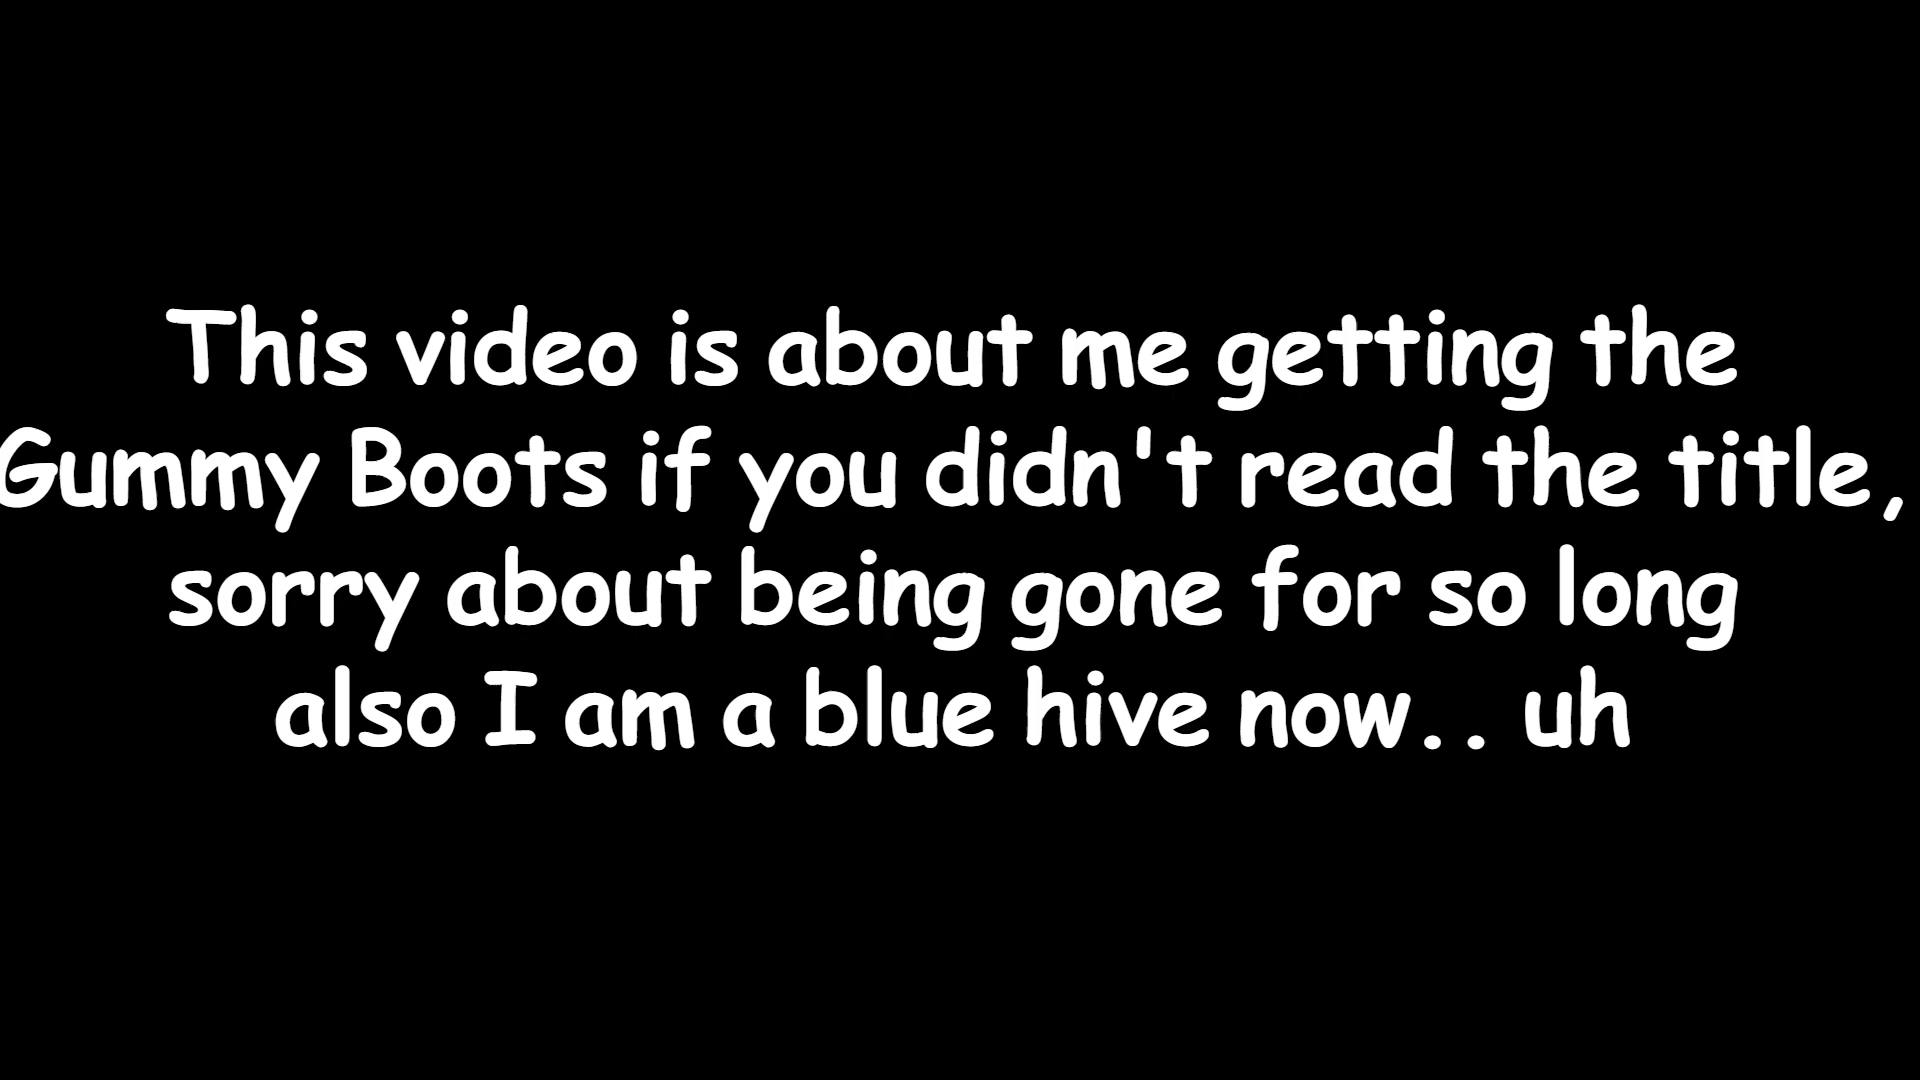 This video is about me getting the
Gummy Boots if you didn't read the title,
sorry about being gone for so long
also I am a blue hive now.. uh